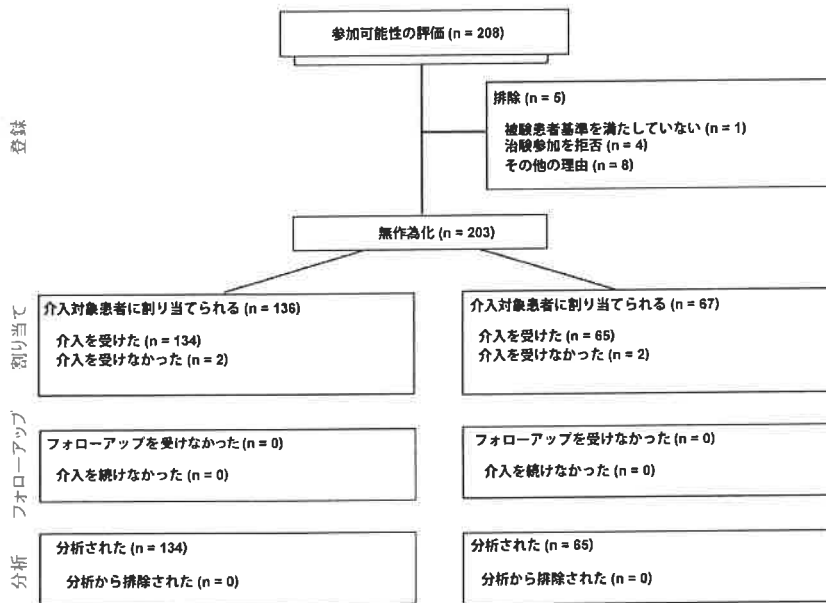 参加可能性の評価 (n = 208)
登録
排除 (n = 5)
被験患者基準を満たしていない (n = 1)
治験参加を拒否 (n = 4)
その他の理由 (n = 8)
無作為化 (n = 203)
割り当て
介入対象患者に割り当てられる (n = 136)
介入を受けた (n = 134)
介入を受けなかった (n = 2)
介入対象患者に割り当てられる (n = 67)
介入を受けた (n = 65)
介入を受けなかった (n = 2)
フォローアップ
フォローアップを受けなかった (n = 0)
介入を続けなかった (n = 0)
フォローアップを受けなかった (n = 0)
介入を続けなかった (n = 0)
分析
分析された (n = 134)
分析から排除された (n = 0)
分析された (n = 65)
分析から排除された (n = 0)